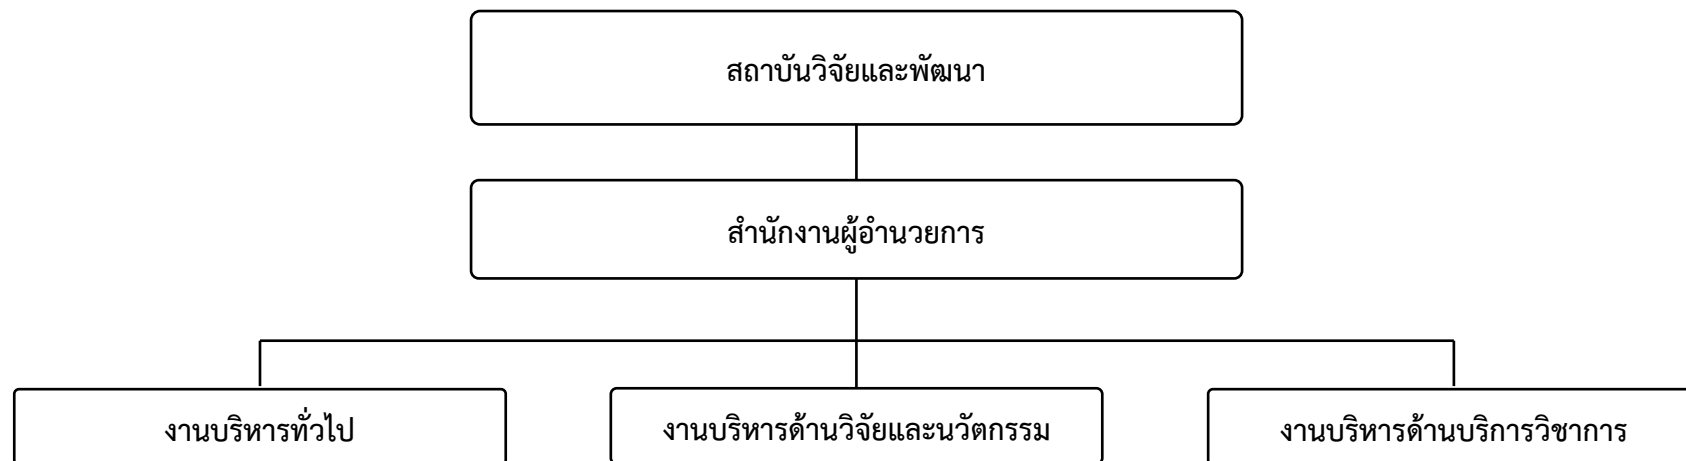 สถาบันวิจัยและพัฒนา
สำนักงานผู้อำนวยการ
งานบริหารทั่วไป
งานบริหารด้านวิจัยและนวัตกรรม
งานบริหารด้านบริการวิชาการ